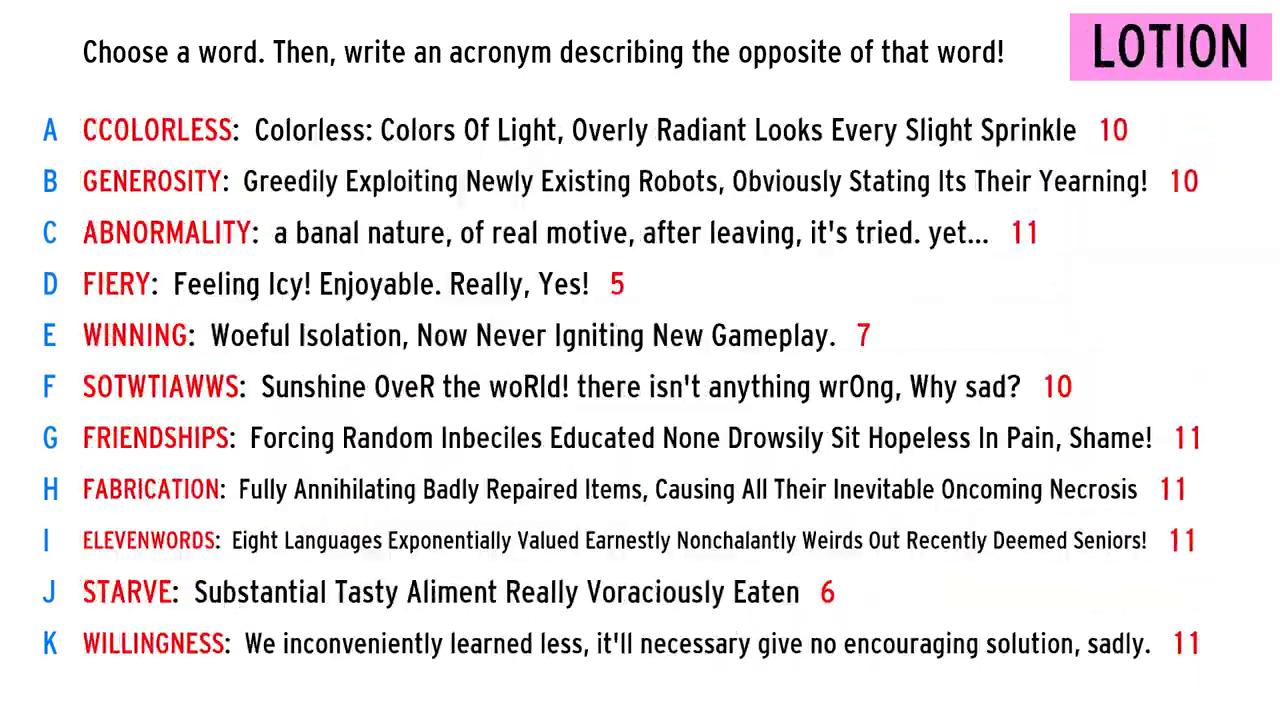 Choose a word. Then, write an acronym describing the opposite of that word!
LOTION
A CCOLORLESS: Colorless: Colors Of Light, Overly Radiant Looks Every Slight Sprinkle 10
B GENEROSITY: Greedily Exploiting Newly Existing Robots, Obviously Stating Its Their Yearning! 10
C ABNORMALITY: a banal nature, of real motive, after leaving, it's tried. yet... 11
D FIERY: Feeling Icy! Enjoyable. Really, Yes! 5
E WINNING: Woeful Isolation, Now Never Igniting New Gameplay. 7
F SOTWTIAWWS: Sunshine OveR the woRld! there isn't anything wrOng, Why sad? 10
G FRIENDSHIPS: Forcing Random Inbeciles Educated None Drowsily Sit Hopeless In Pain, Shame! 11
H FABRICATION: Fully Annihilating Badly Repaired Items, Causing All Their Inevitable Oncoming Necrosis 11
I ELEVENWORDS: Eight Languages Exponentially Valued Earnestly Nonchalantly Weirds Out Recently Deemed Seniors! 11
J STARVE: Substantial Tasty Aliment Really Voraciously Eaten 6
K WILLINGNESS: We inconveniently learned less, it'll necessary give no encouraging solution, sadly. 11